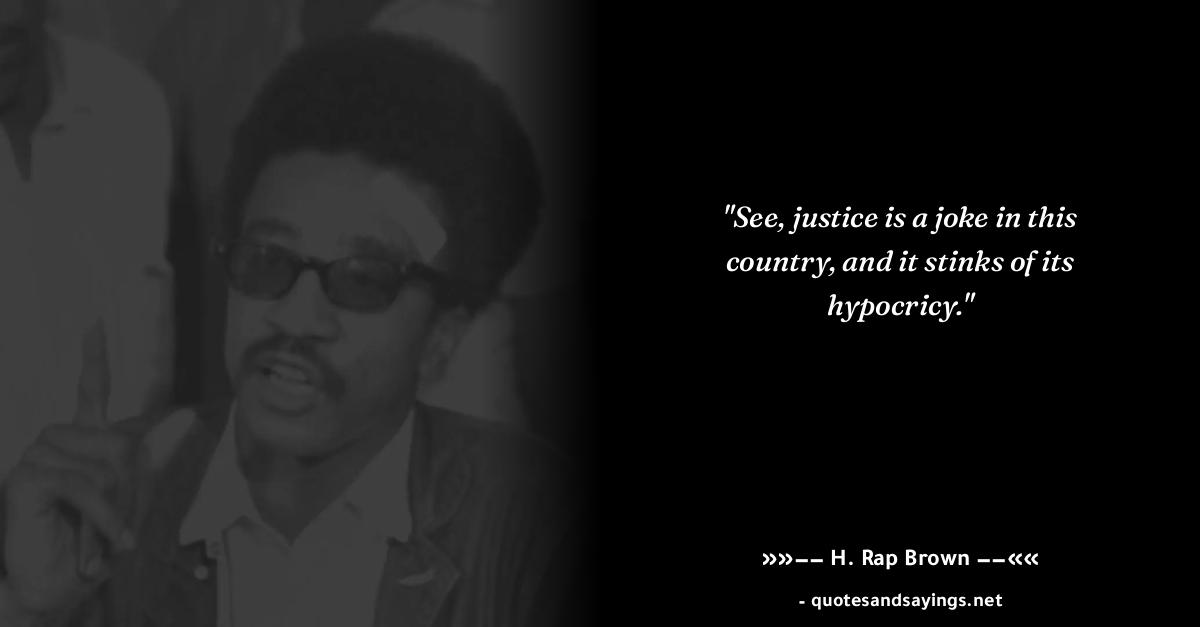 "See, justice is a joke in this
country, and it stinks of its
hypocricy."
»»−− H. Rap Brown −−««
- quotesandsayings.net